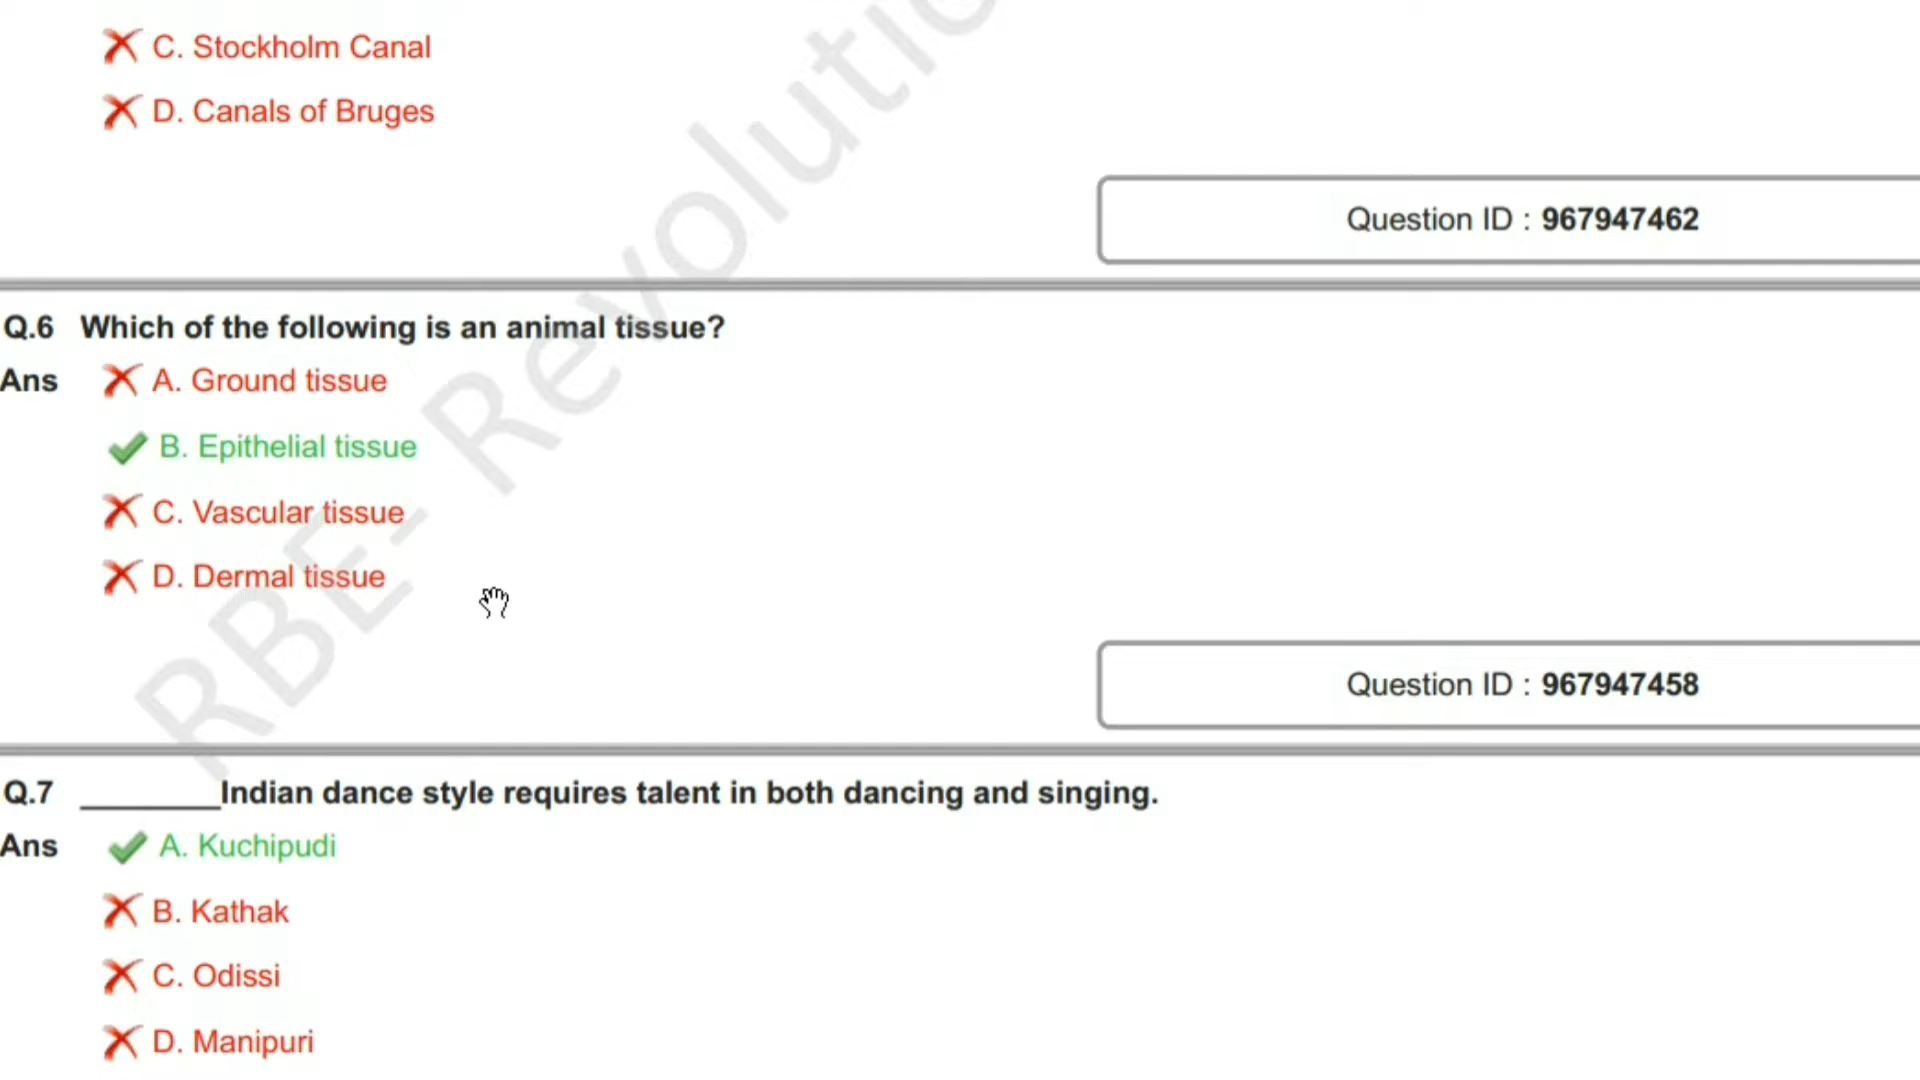 C. Stockholm Canal
D. Canals of Bruges
Question ID : 967947462
Q.6 Which of the following is an animal tissue?
Ans A. Ground tissue
B. Epithelial tissue
C. Vascular tissue
D. Dermal tissue
Question ID : 967947458
Q.7 ________Indian dance style requires talent in both dancing and singing.
Ans A. Kuchipudi
B. Kathak
C. Odissi
D. Manipuri
RBE- Revolutio